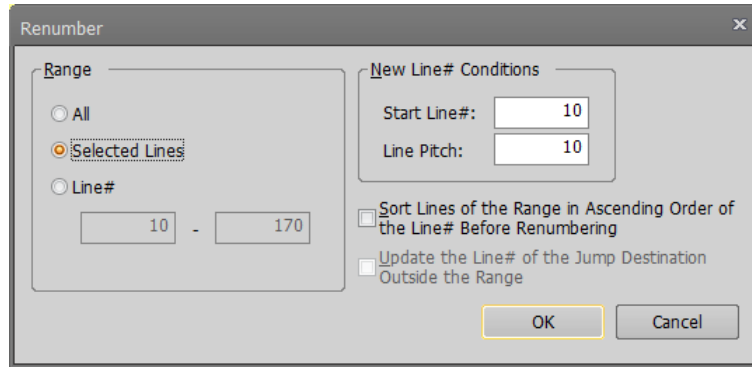 Renumber
Range
All
Selected Lines
Line#
10 - 170
New Line# Conditions
Start Line#: 10
Line Pitch: 10
Sort Lines of the Range in Ascending Order of
the Line# Before Renumbering
Update the Line# of the Jump Destination
Outside the Range
OK Cancel